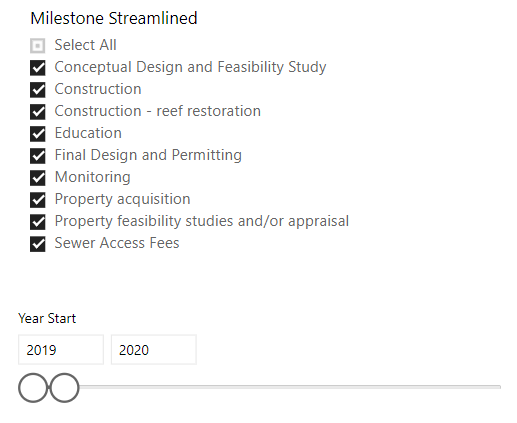 Milestone Streamlined
Select All
Conceptual Design and Feasibility Study
Construction
Construction - reef restoration
Education
Final Design and Permitting
Monitoring
Property acquisition
Property feasibility studies and/or appraisal
Sewer Access Fees
Year Start
2019 2020